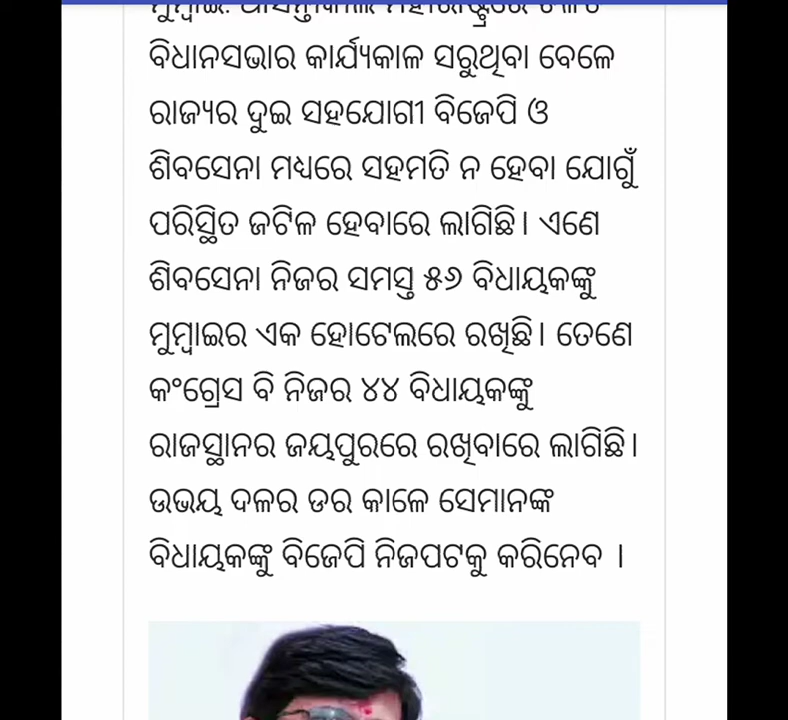 ବିଧାନସଭାର କାର୍ଯ୍ୟକାଳ ସରୁଥିବା ବେଳେ
ରାଜ୍ୟର ଦୁଇ ସହଯୋଗୀ ବିଜେପି ଓ
ଶିବସେନା ମଧ୍ୟରେ ସହମତି ନ ହେବା ଯୋଗୁଁ
ପରିସ୍ଥିତ ଜଟିଳ ହେବାରେ ଲାଗିଛି। ଏଣେ
ଶିବସେନା ନିଜର ସମସ୍ତ ୫୬ ବିଧାୟକଙ୍କୁ
ମୁମ୍ବାଇର ଏକ ହୋଟେଲରେ ରଖିଛି। ତେଣେ
କଂଗ୍ରେସ ବି ନିଜର ୪୪ ବିଧାୟକଙ୍କୁ
ରାଜସ୍ଥାନର ଜୟପୁରରେ ରଖିବାରେ ଲାଗିଛି।
ଉଭୟ ଦଳର ଡର କାଳେ ସେମାନଙ୍କ
ବିଧାୟକଙ୍କୁ ବିଜେପି ନିଜପଟକୁ କରିନେବ ।